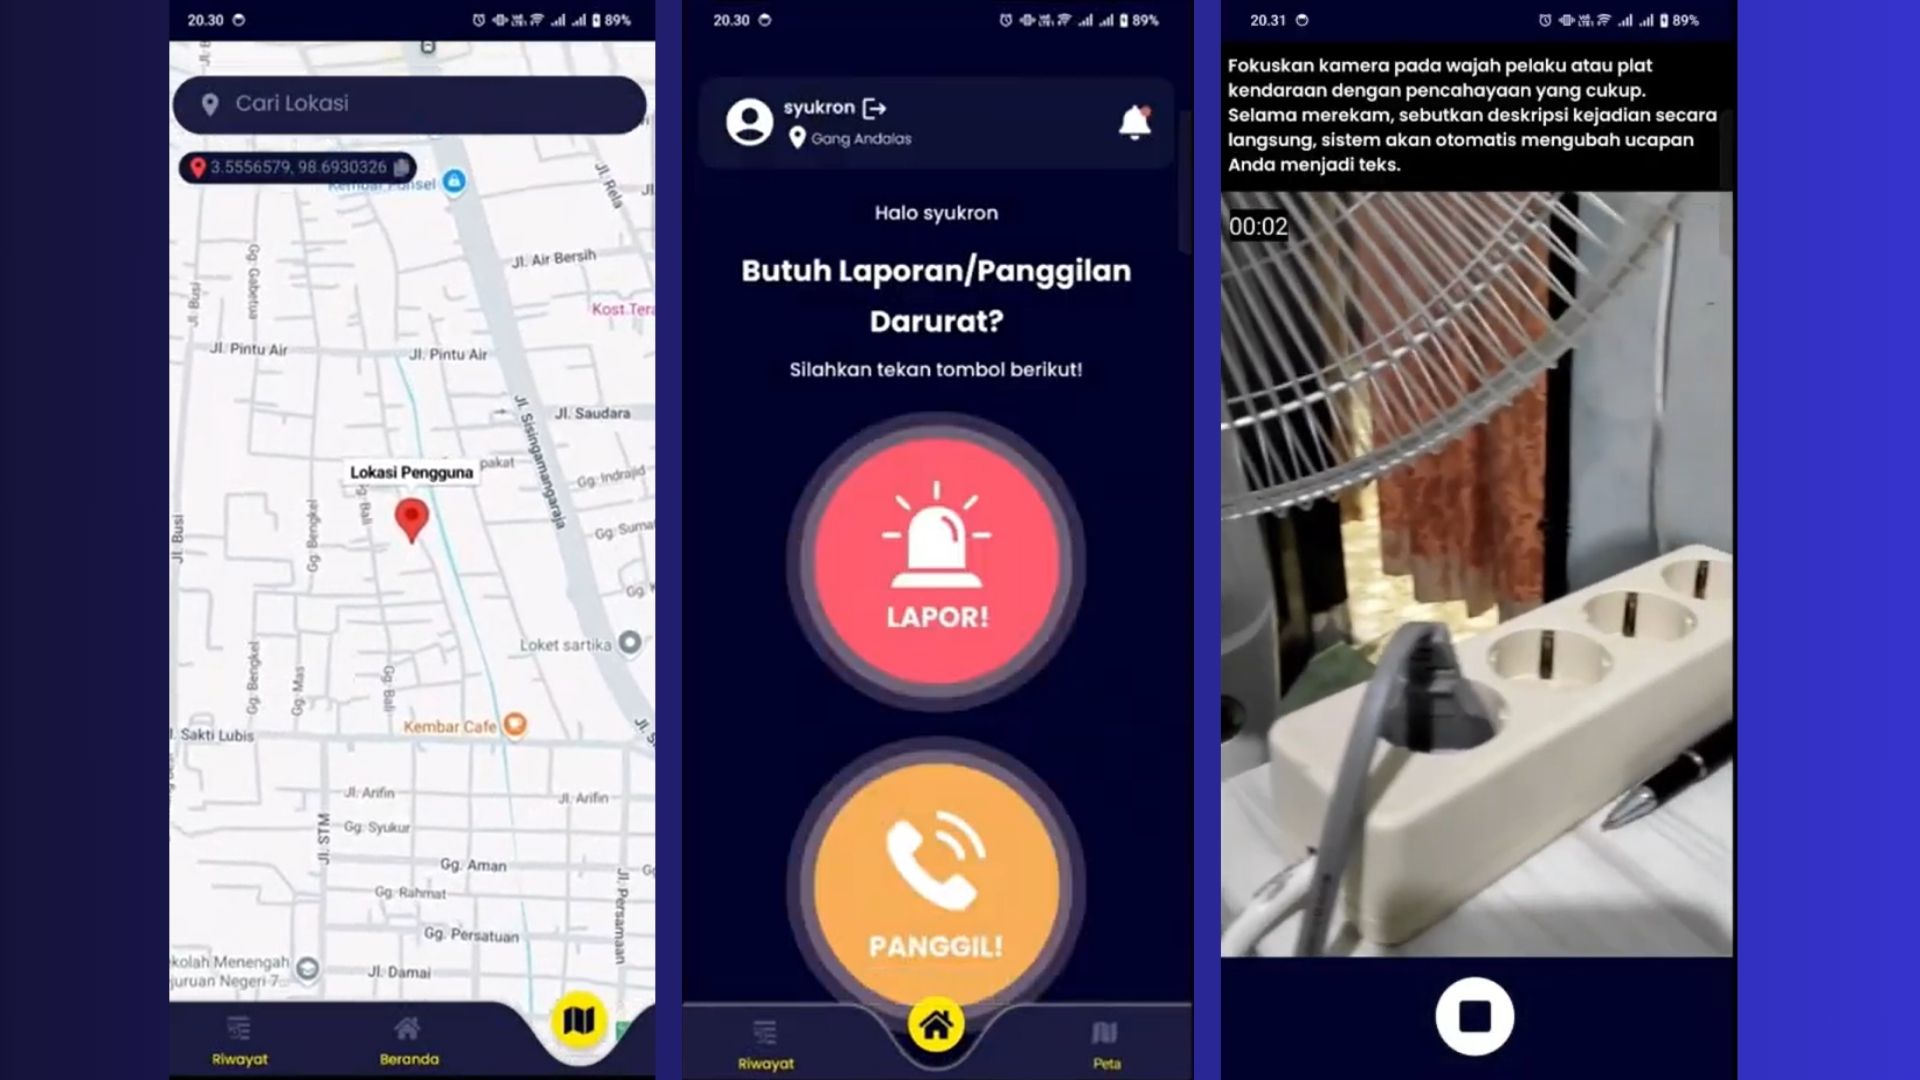 20.30
89%
Jl. B
Cari Lokasi
3.5556579, 98.6930326
Kembar Ponsel
Jl. Rela
Jl
Jl. Air Bersih
Gg. Gabetua
Jl. Busi
Kost Tera
Jl. Pintu Air
Jl. Pintu Air
Jl. Saudara
Jl. Sisingamangaraja
Lokasi Pengguna
pakat
Gg. Indrajid
Gg. Bali
Gg. Bengkel
Jl. Busi
Gg. Suma
Gg. K
Loket sartika
Gg. Bengkel
Gg. Mas
Gg. Bali
Kembar Cafe
l. Sakti Lubis
Jl. S
Jl. Arifin
Jl. Arifin
Gg. Syukur
Jl. STM
Gg. Aman
Gg. Rahmat
Jl. Persamaan
Gg. Persatuan
kolah Menengah
juruan Negeri 7...
Jl. Damai
Riwayat
Beranda
20.30
89%
syukron
Gang Andalas
Halo syukron
Butuh Laporan/Panggilan
Darurat?
Silahkan tekan tombol berikut!
LAPOR!
PANGGIL!
Riwayat
Peta
20.31
89%
Fokuskan kamera pada wajah pelaku atau plat
kendaraan dengan pencahayaan yang cukup.
Selama merekam, sebutkan deskripsi kejadian secara
langsung, sistem akan otomatis mengubah ucapan
Anda menjadi teks.
00:02